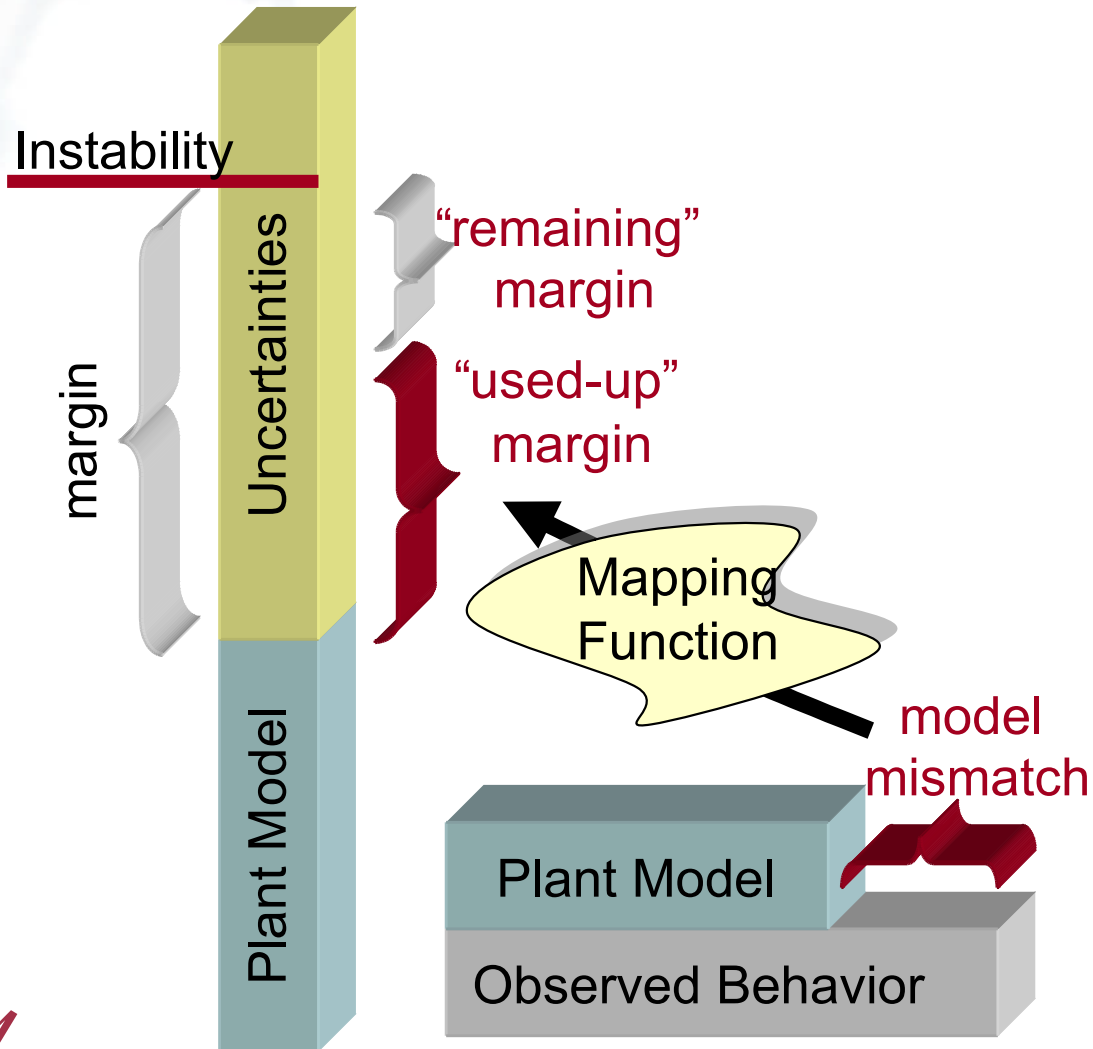 Instability
margin
Uncertainties
“remaining”
margin
“used-up”
margin
Mapping
Function
Plant Model
model
mismatch
Plant Model
Observed Behavior